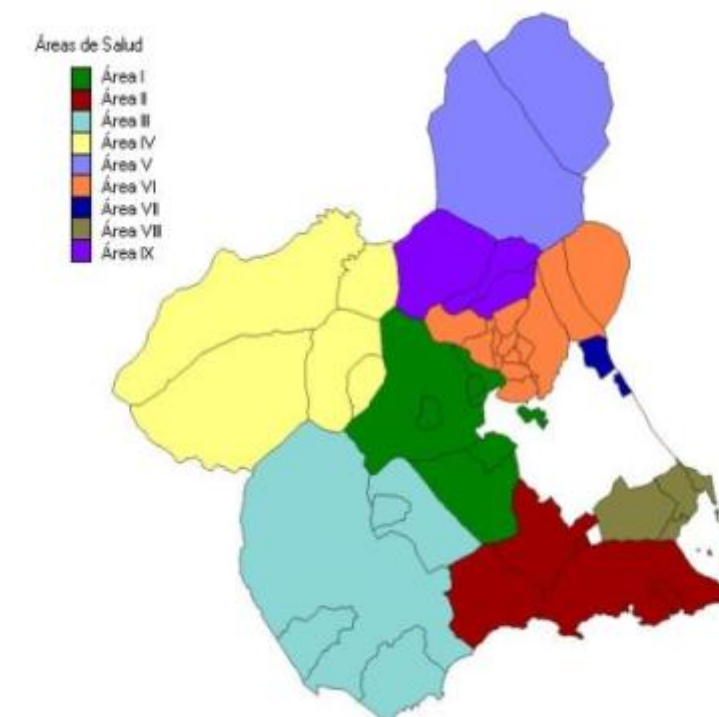 Áreas de Salud
Área I
Área II
Área III
Área IV
Área V
Área VI
Área VII
Área VIII
Área IX